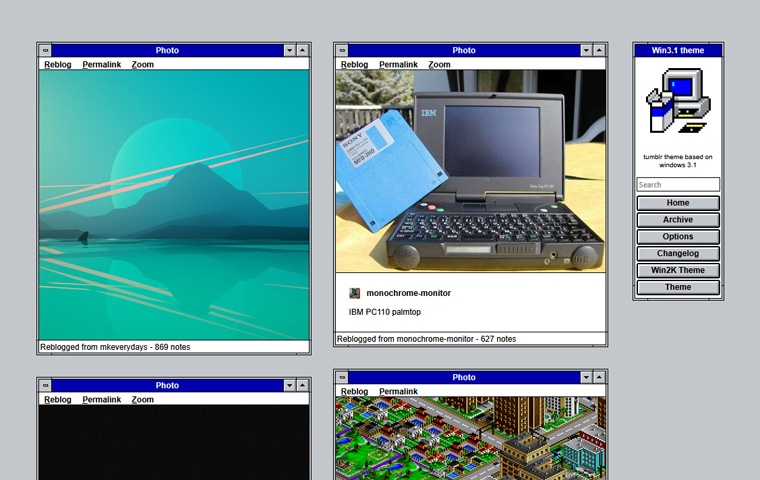 Photo
Reblog Permalink Zoom
Reblogged from mkeverydays - 869 notes
Photo
Reblog Permalink Zoom
IBM
SONY
MFD-2HD
monochrome-monitor
IBM PC110 palmtop
Reblogged from monochrome-monitor - 627 notes
Win3.1 theme
tumblr theme based on
windows 3.1
Search
Home
Archive
Options
Changelog
Win2K Theme
Theme
Photo
Reblog Permalink Zoom
Photo
Reblog Permalink